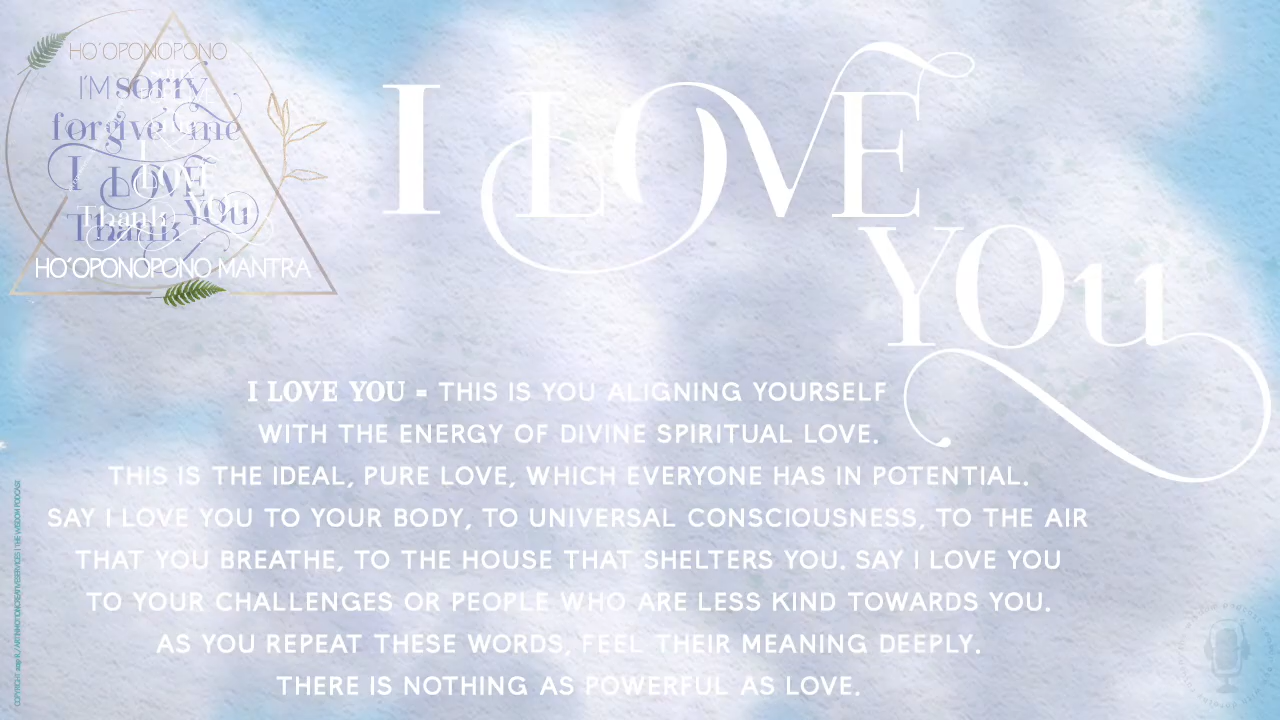 HO'OPONOPONO
I'M sorry
forgive me
I LOVE
YOU
Thank
HO'OPONOPONO MANTRA
I LOVE
YOU
I LOVE YOU = THIS IS YOU ALIGNING YOURSELF
WITH THE ENERGY OF DIVINE SPIRITUAL LOVE.
THIS IS THE IDEAL, PURE LOVE, WHICH EVERYONE HAS IN POTENTIAL.
SAY I LOVE YOU TO YOUR BODY, TO UNIVERSAL CONSCIOUSNESS, TO THE AIR
THAT YOU BREATHE, TO THE HOUSE THAT SHELTERS YOU. SAY I LOVE YOU
TO YOUR CHALLENGES OR PEOPLE WHO ARE LESS KIND TOWARDS YOU.
AS YOU REPEAT THESE WORDS, FEEL THEIR MEANING DEEPLY.
THERE IS NOTHING AS POWERFUL AS LOVE.